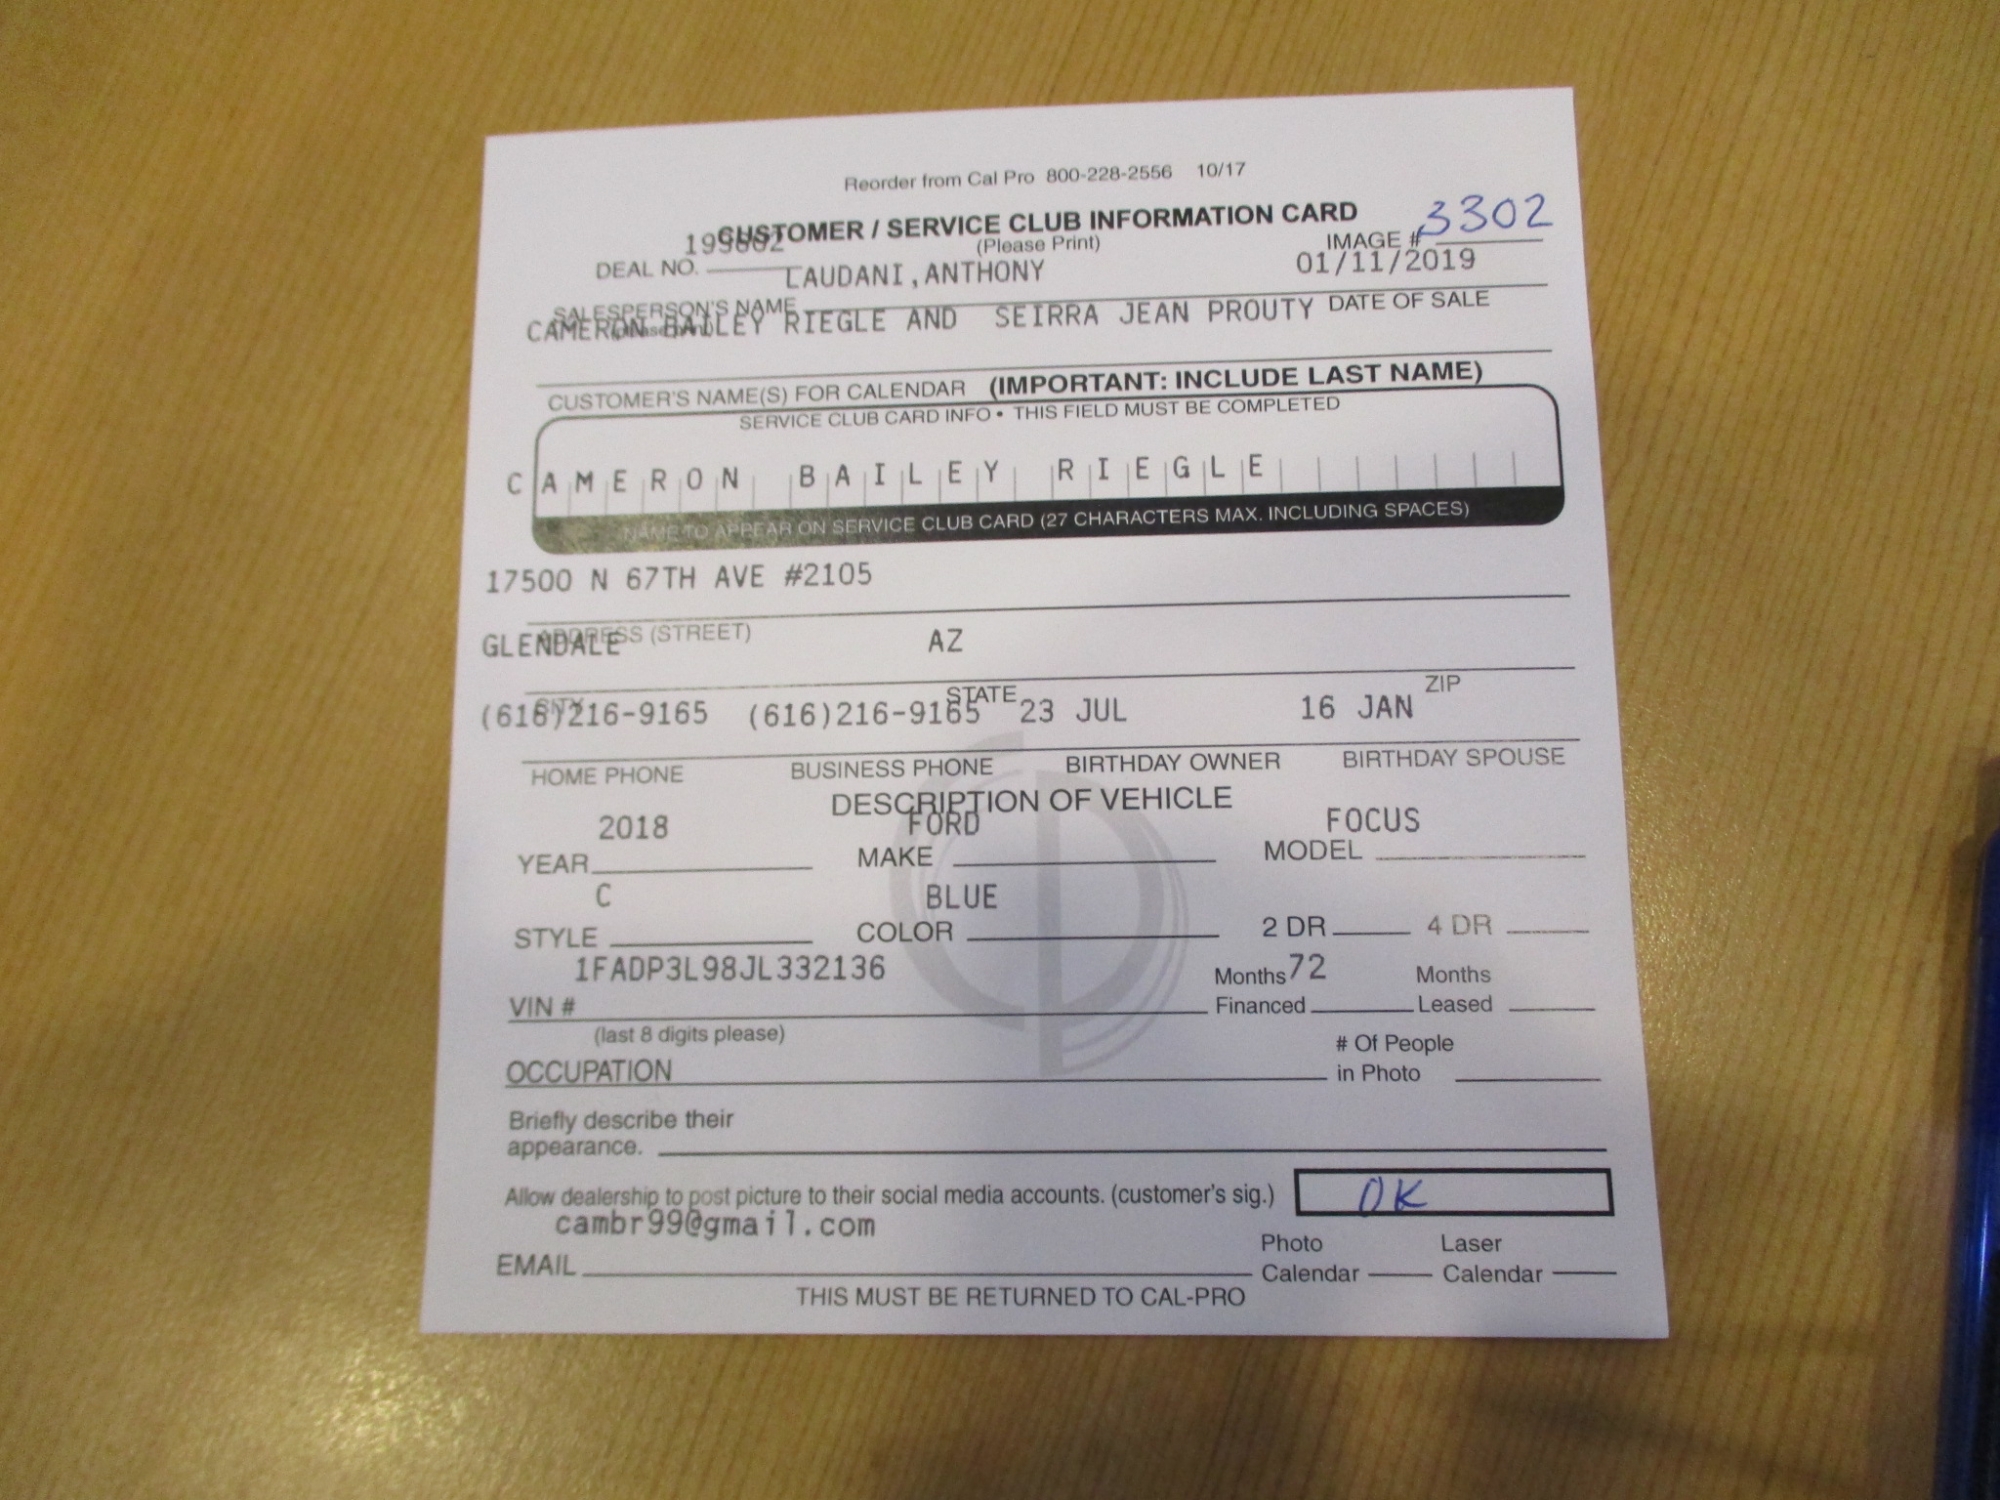 Reorder from Cal Pro 800-228-2556 10/17
CUSTOMER / SERVICE CLUB INFORMATION CARD
(Please Print) IMAGE # 3302
DEAL NO.
LAUDANI,ANTHONY 01/11/2019
SALESPERSON'S NAME DATE OF SALE
CAMERON BAILEY RIEGLE AND SEIRRA JEAN PROUTY
CUSTOMER'S NAME(S) FOR CALENDAR (IMPORTANT: INCLUDE LAST NAME)
SERVICE CLUB CARD INFO • THIS FIELD MUST BE COMPLETED
CAMERON BAILEY RIEGLE
NAME TO APPEAR ON SERVICE CLUB CARD (27 CHARACTERS MAX. INCLUDING SPACES)
17500 N 67TH AVE #2105
ADDRESS (STREET)
GLENDALE AZ
CITY STATE ZIP
(616)216-9165 (616)216-9165 23 JUL 16 JAN
HOME PHONE BUSINESS PHONE BIRTHDAY OWNER BIRTHDAY SPOUSE
DESCRIPTION OF VEHICLE
2018 FORD FOCUS
YEAR MAKE MODEL
C BLUE
STYLE COLOR 2 DR 4 DR
1FADP3L98JL332136 Months 72 Months
VIN # Financed Leased
(last 8 digits please)
# Of People
OCCUPATION in Photo
Briefly describe their
appearance.
Allow dealership to post picture to their social media accounts. (customer's sig.) OK
cambr99@gmail.com
Photo Laser
EMAIL Calendar Calendar
THIS MUST BE RETURNED TO CAL-PRO